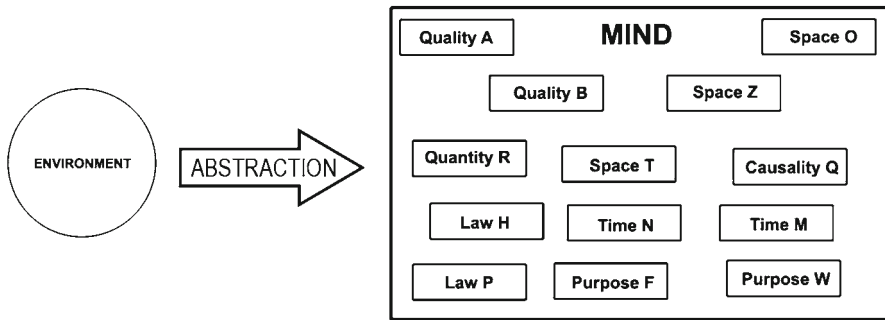 Quality A
MIND
Space O
Quality B
Space Z
ENVIRONMENT
ABSTRACTION
Quantity R
Space T
Causality Q
Law H
Time N
Time M
Law P
Purpose F
Purpose W